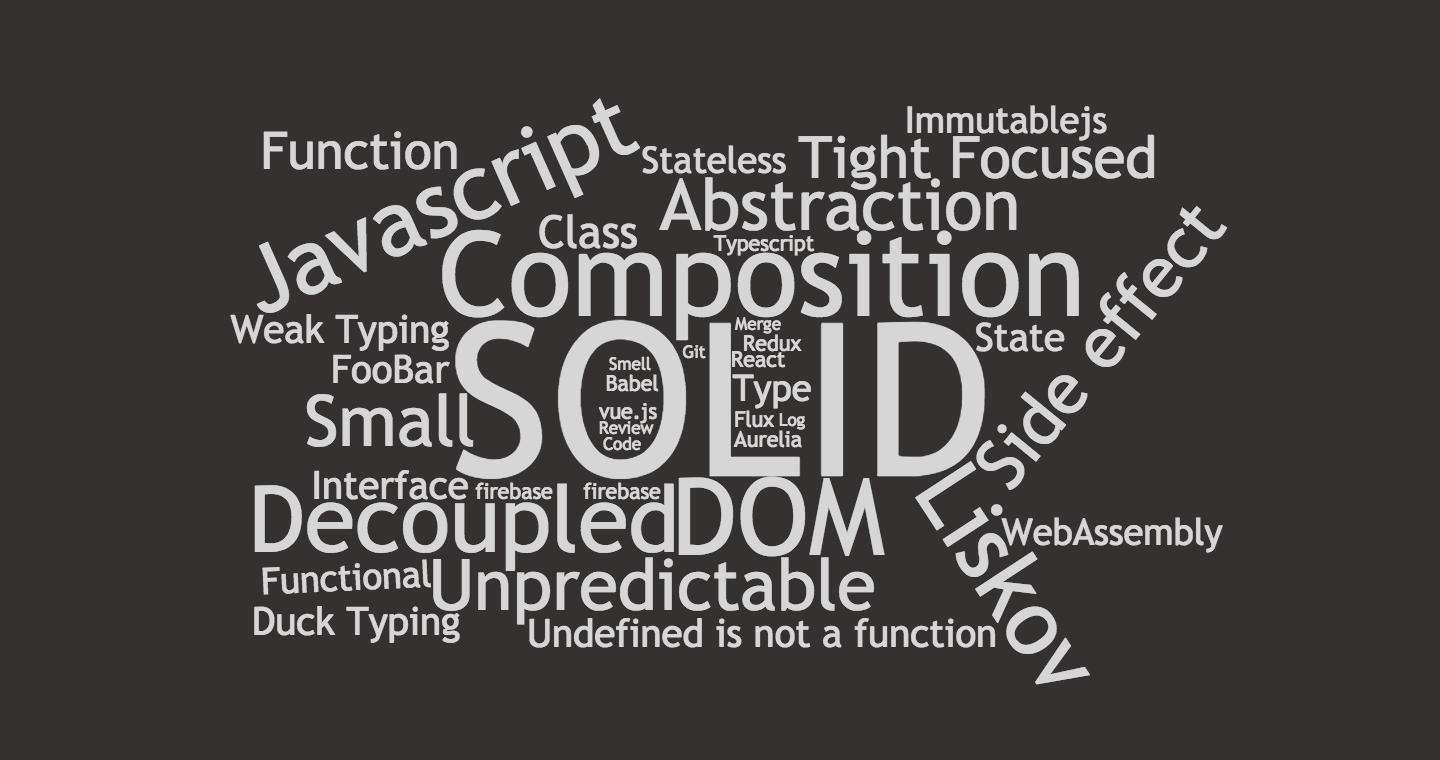 Immutablejs
Function
Javascript
Stateless
Tight Focused
Abstraction
Class
Typescript
Composition
Side effect
Weak Typing
Merge
State
Redux
FooBar
SOLID
Git
React
Smell
Babel
Type
Small
vue.js
Flux
Log
Review
Aurelia
Code
Interface
firebase
firebase
Decoupled
DOM
Liskov
WebAssembly
Functional
Unpredictable
Duck Typing
Undefined is not a function